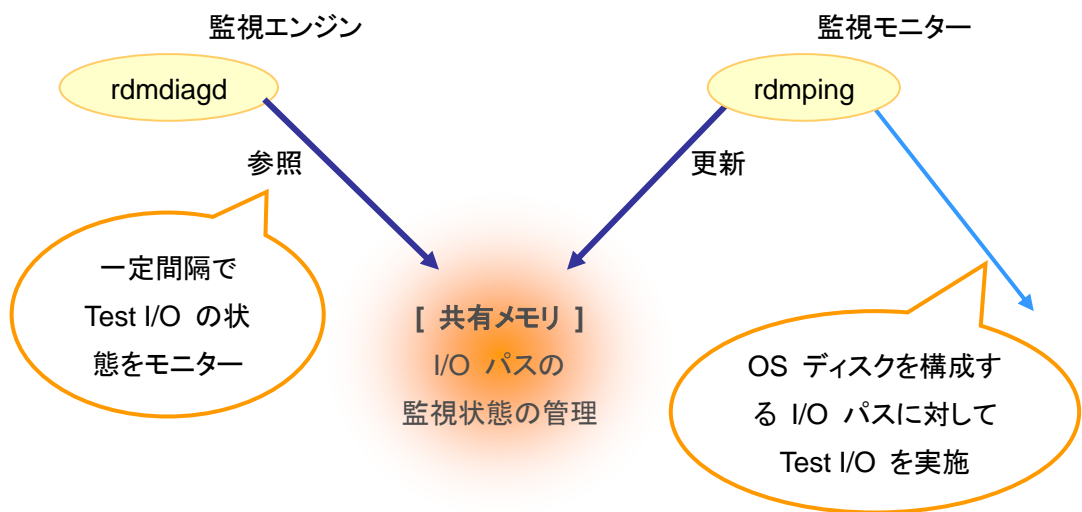 監視エンジン
監視モニター
rdmdiagd
rdmping
参照
更新
一定間隔で
Test I/O の状
態をモニター
[ 共有メモリ ]
I/O パスの
監視状態の管理
OS ディスクを構成す
る I/O パスに対して
Test I/O を実施